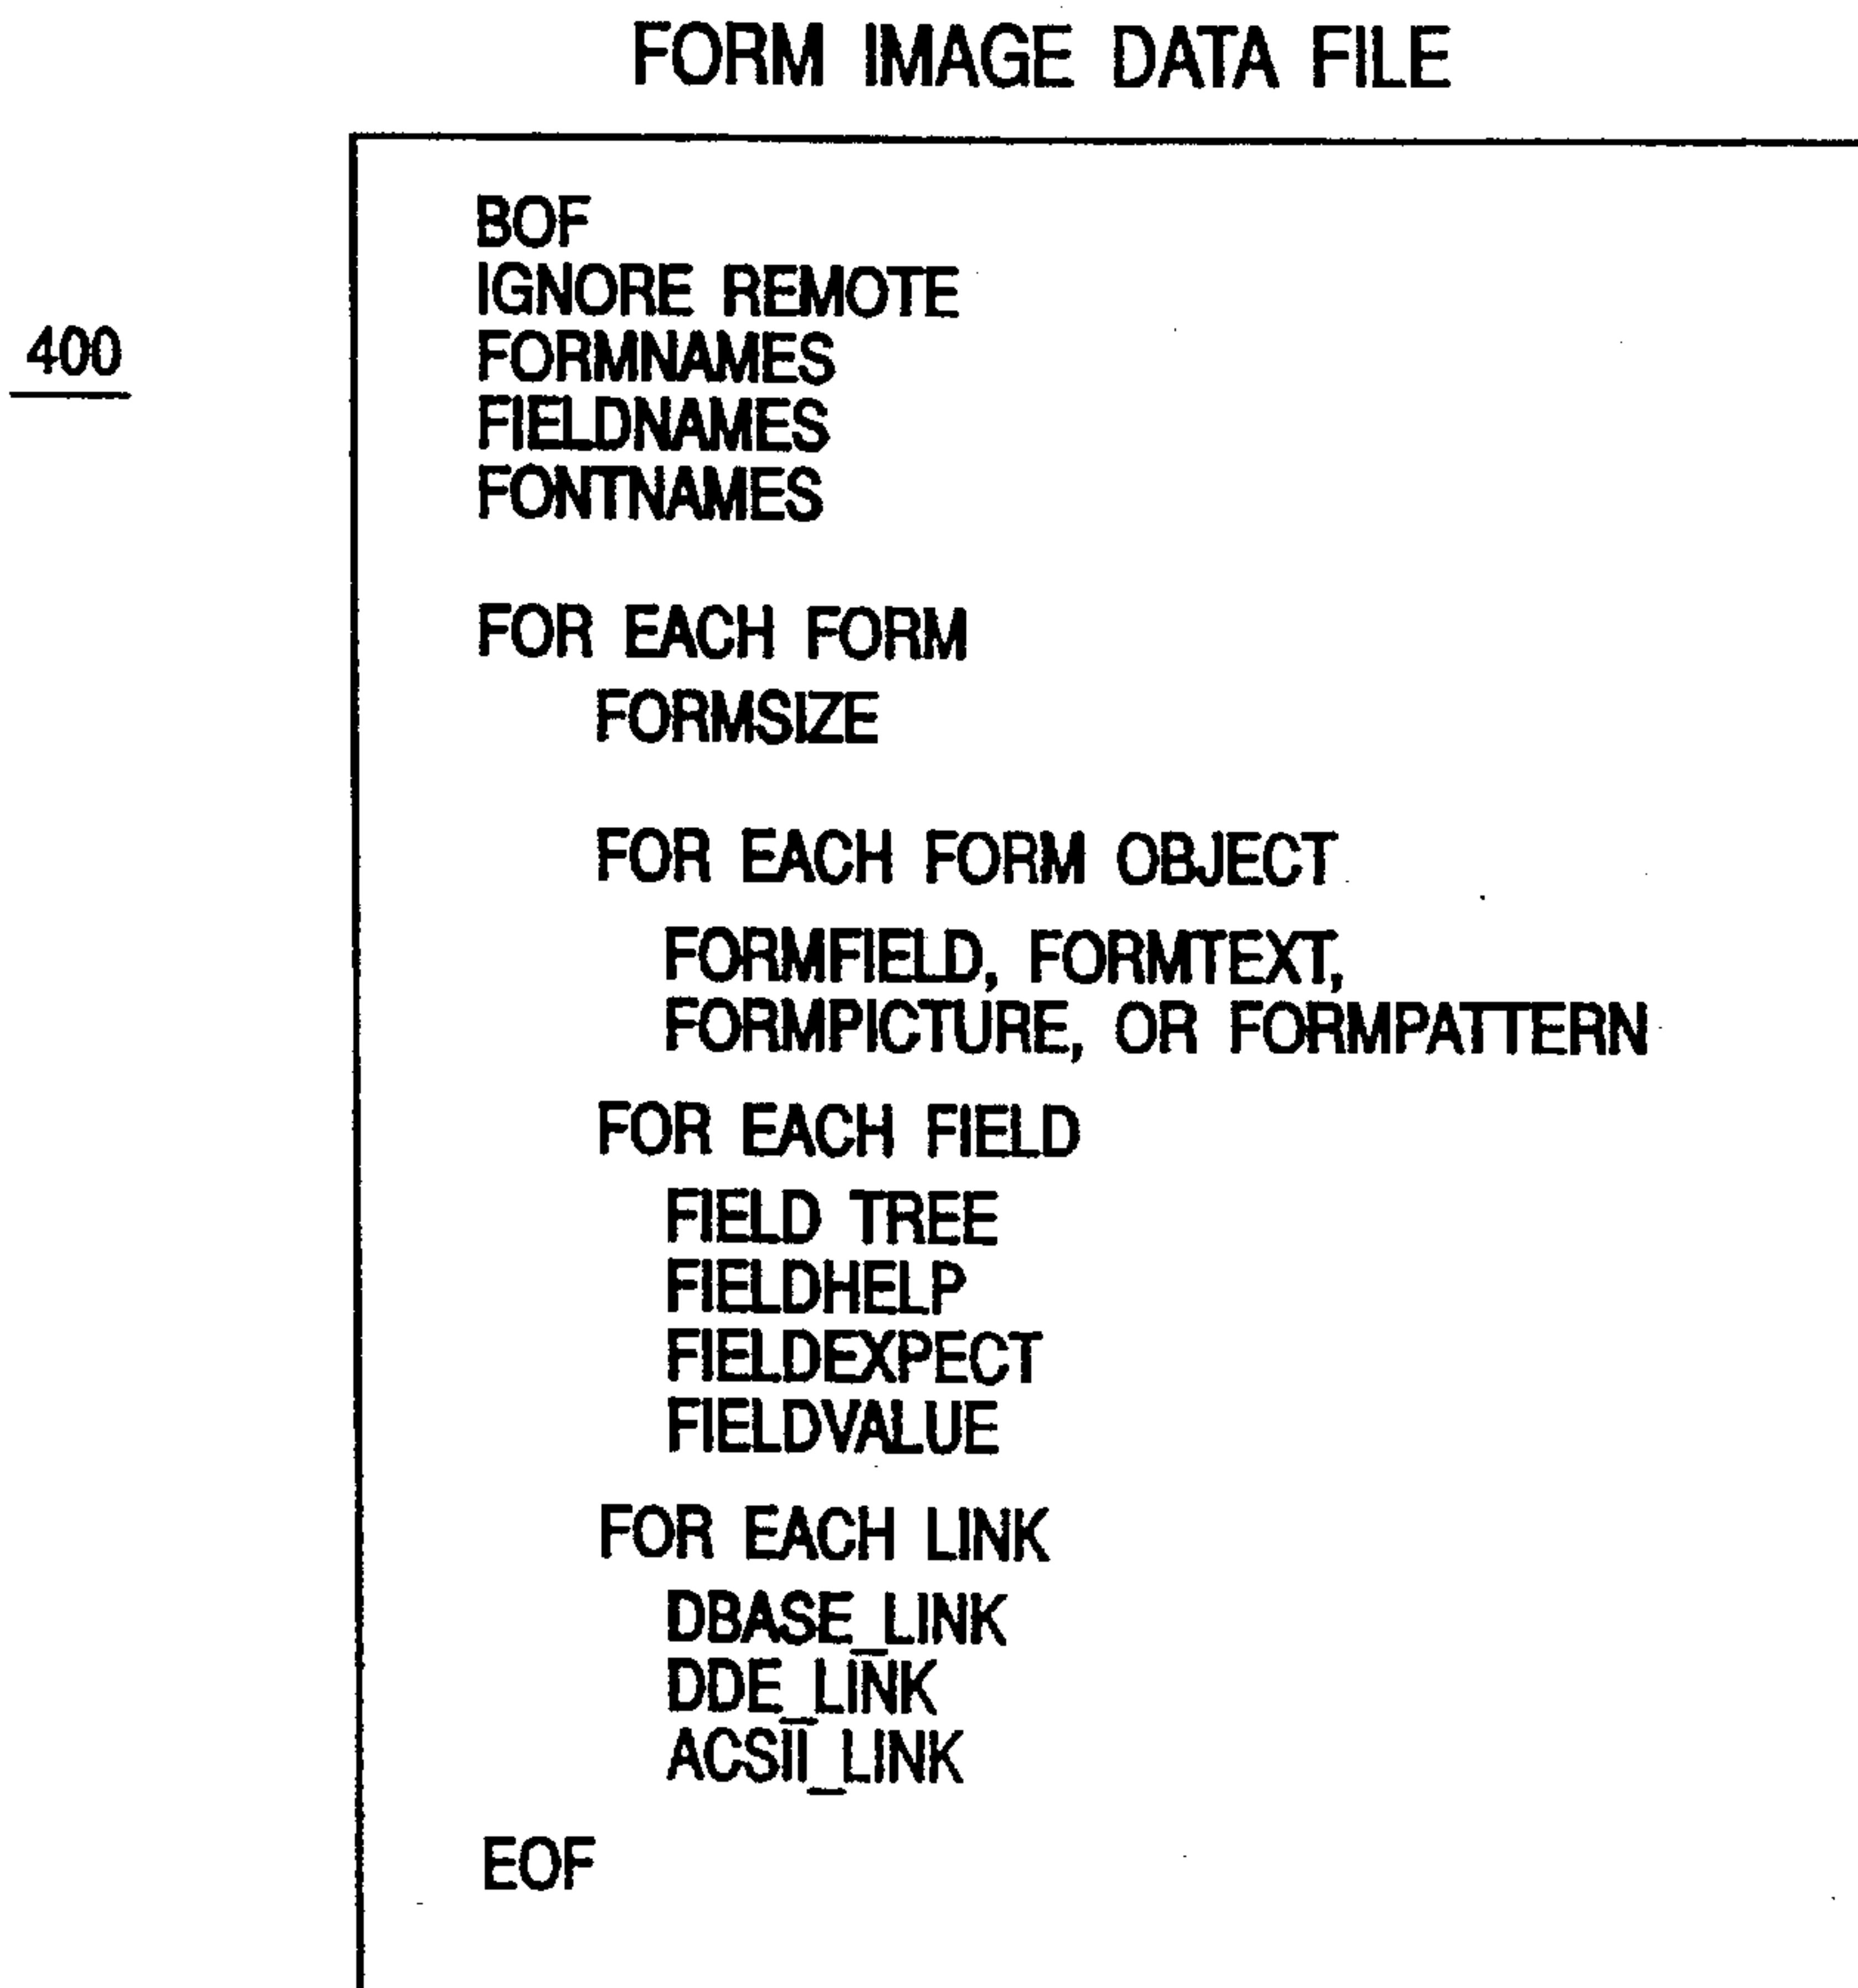 FORM IMAGE DATA FILE
400
BOF
IGNORE REMOTE
FORMNAMES
FIELDNAMES
FONTNAMES
FOR EACH FORM
FORMSIZE
FOR EACH FORM OBJECT
FORMFIELD, FORMTEXT,
FORMPICTURE, OR FORMPATTERN
FOR EACH FIELD
FIELD TREE
FIELDHELP
FIELDEXPECT
FIELDVALUE
FOR EACH LINK
DBASE_LINK
DDE_LINK
ACSII_LINK
EOF